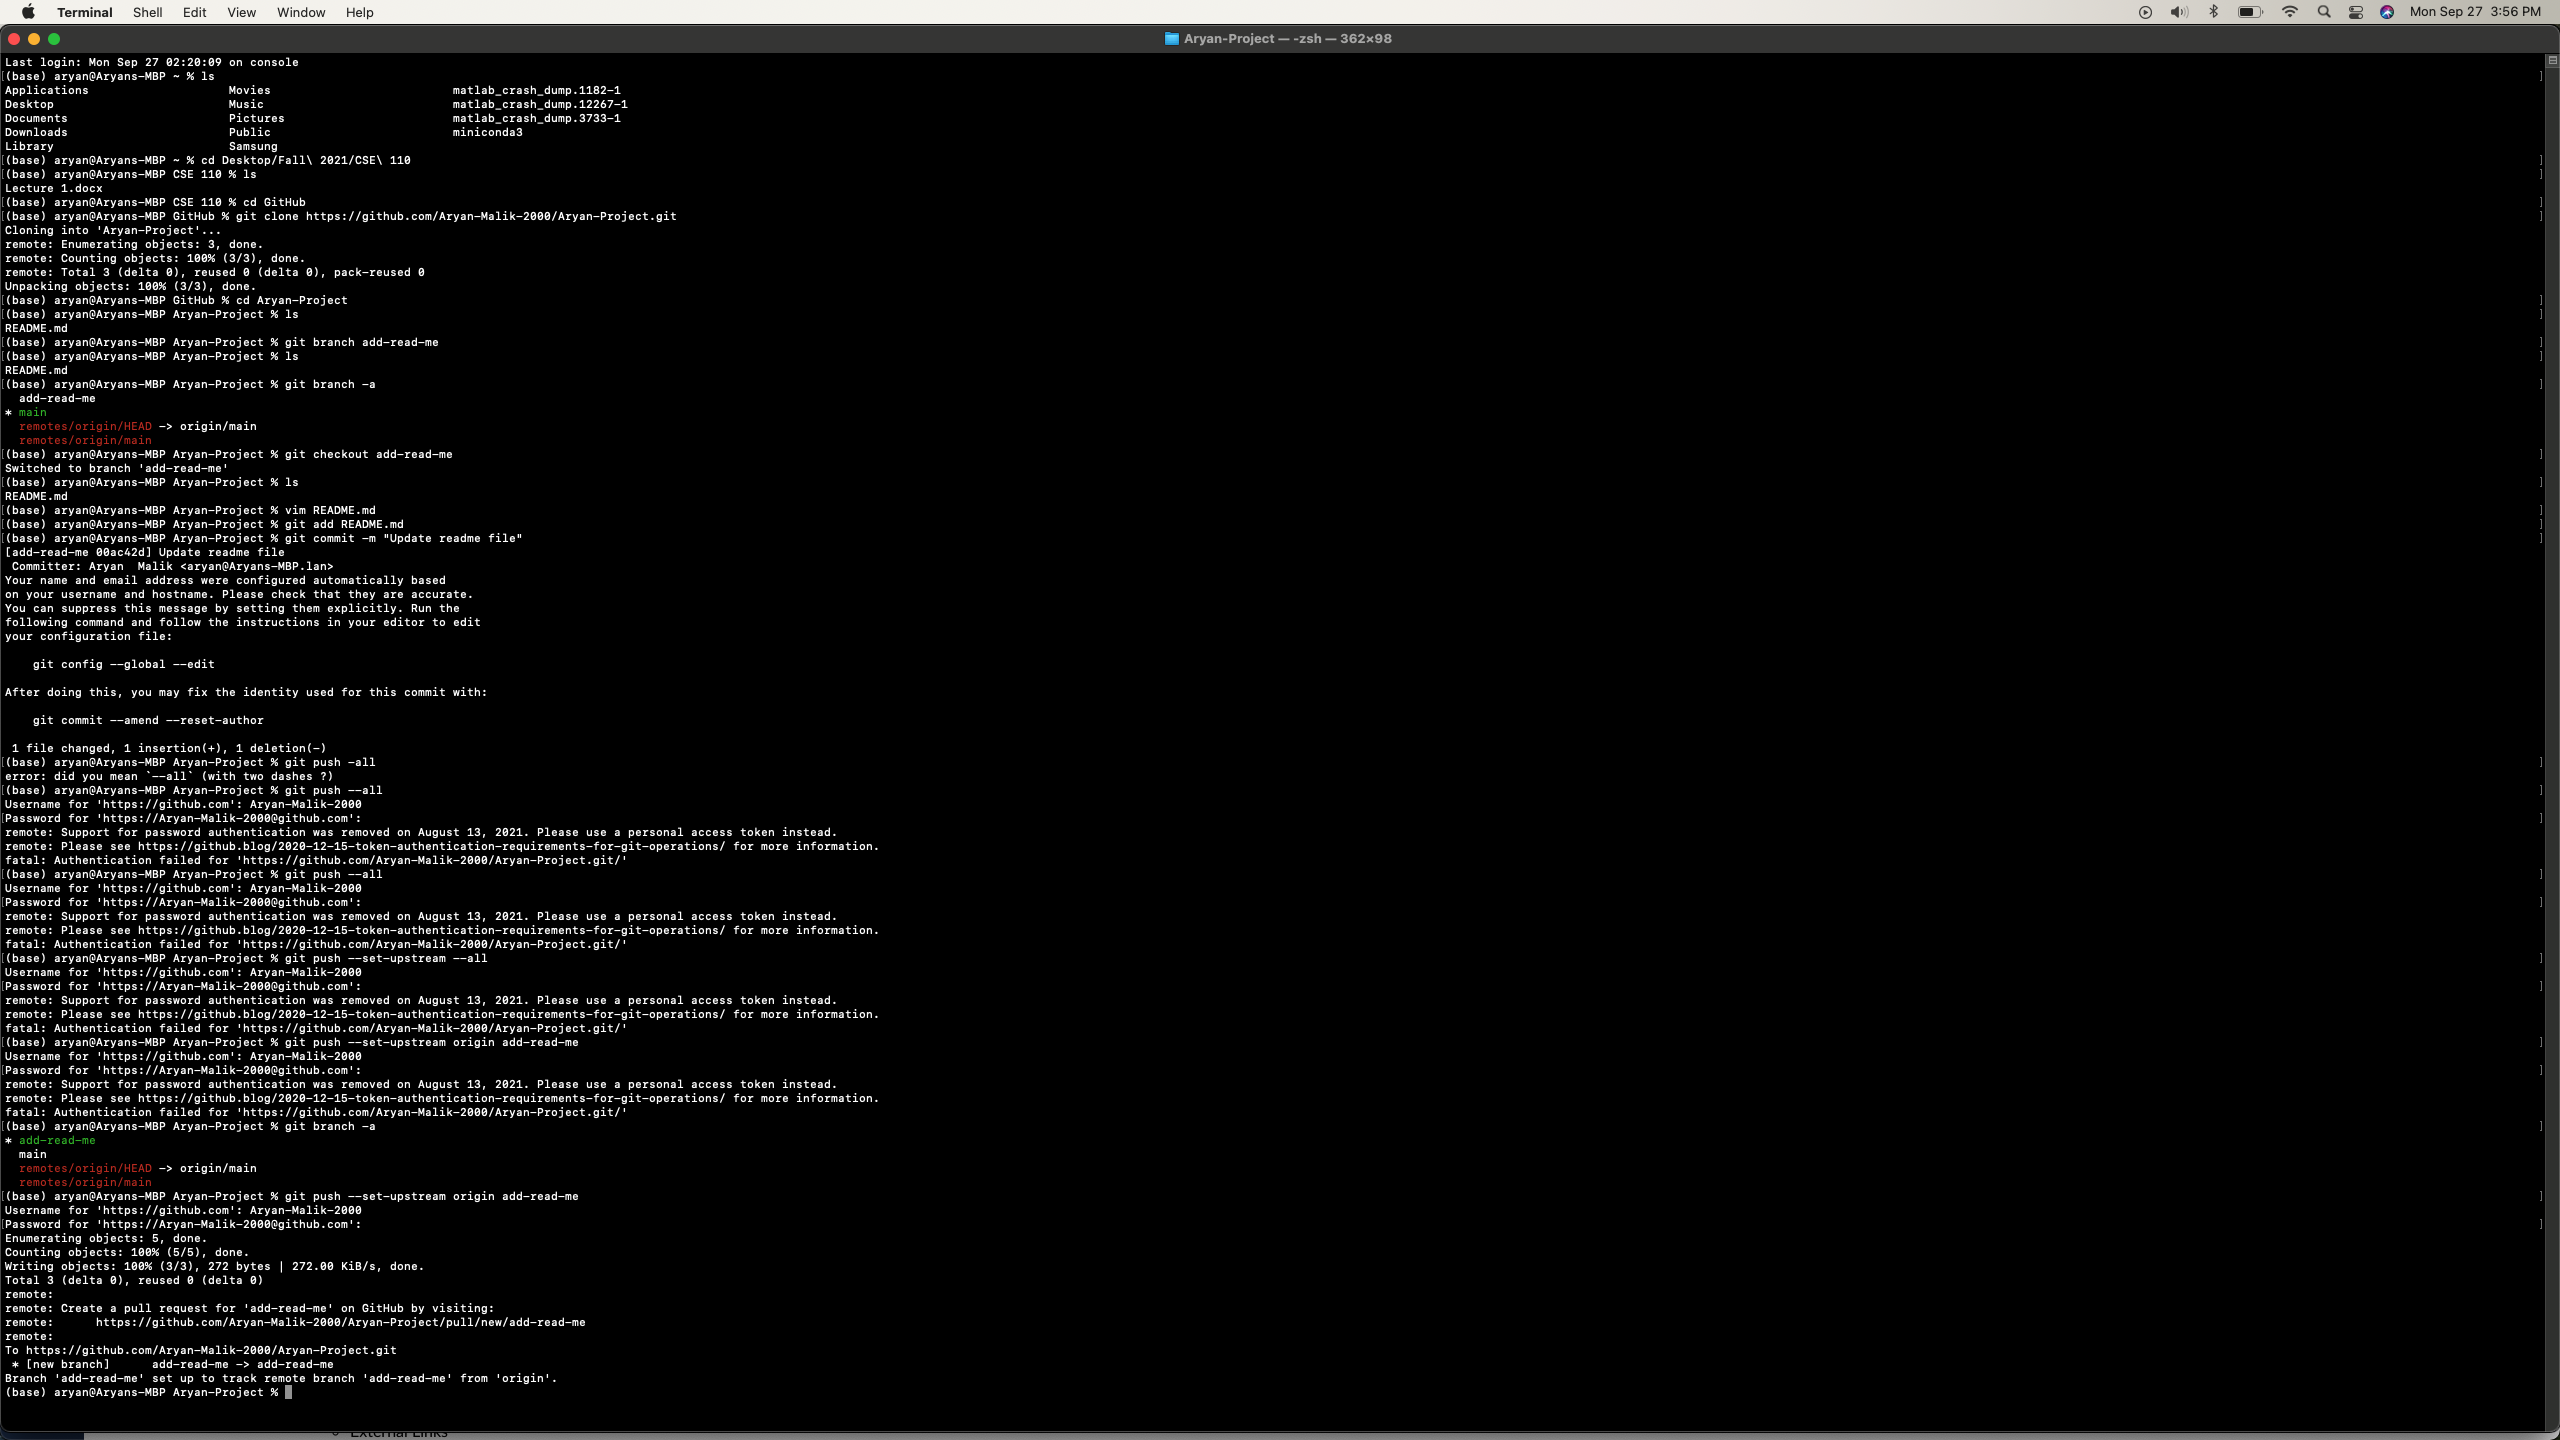 Terminal Shell Edit View Window Help Mon Sep 27 3:56 PM
Aryan-Project — -zsh — 362×98
Last login: Mon Sep 27 02:20:09 on console
(base) aryan@Aryans-MBP ~ % ls
Applications Movies matlab_crash_dump.1182-1
Desktop Music matlab_crash_dump.12267-1
Documents Pictures matlab_crash_dump.3733-1
Downloads Public miniconda3
Library Samsung
(base) aryan@Aryans-MBP ~ % cd Desktop/Fall\ 2021/CSE\ 110
(base) aryan@Aryans-MBP CSE 110 % ls
Lecture 1.docx
(base) aryan@Aryans-MBP CSE 110 % cd GitHub
(base) aryan@Aryans-MBP GitHub % git clone https://github.com/Aryan-Malik-2000/Aryan-Project.git
Cloning into 'Aryan-Project'...
remote: Enumerating objects: 3, done.
remote: Counting objects: 100% (3/3), done.
remote: Total 3 (delta 0), reused 0 (delta 0), pack-reused 0
Unpacking objects: 100% (3/3), done.
(base) aryan@Aryans-MBP GitHub % cd Aryan-Project
(base) aryan@Aryans-MBP Aryan-Project % ls
README.md
(base) aryan@Aryans-MBP Aryan-Project % git branch add-read-me
(base) aryan@Aryans-MBP Aryan-Project % ls
README.md
(base) aryan@Aryans-MBP Aryan-Project % git branch -a
add-read-me
* main
remotes/origin/HEAD -> origin/main
remotes/origin/main
(base) aryan@Aryans-MBP Aryan-Project % git checkout add-read-me
Switched to branch 'add-read-me'
(base) aryan@Aryans-MBP Aryan-Project % ls
README.md
(base) aryan@Aryans-MBP Aryan-Project % vim README.md
(base) aryan@Aryans-MBP Aryan-Project % git add README.md
(base) aryan@Aryans-MBP Aryan-Project % git commit -m "Update readme file"
[add-read-me 00ac42d] Update readme file
Committer: Aryan  Malik <aryan@Aryans-MBP.lan>
Your name and email address were configured automatically based
on your username and hostname. Please check that they are accurate.
You can suppress this message by setting them explicitly. Run the
following command and follow the instructions in your editor to edit
your configuration file:
git config --global --edit
After doing this, you may fix the identity used for this commit with:
git commit --amend --reset-author
1 file changed, 1 insertion(+), 1 deletion(-)
(base) aryan@Aryans-MBP Aryan-Project % git push -all
error: did you mean `--all` (with two dashes ?)
(base) aryan@Aryans-MBP Aryan-Project % git push --all
Username for 'https://github.com': Aryan-Malik-2000
Password for 'https://Aryan-Malik-2000@github.com':
remote: Support for password authentication was removed on August 13, 2021. Please use a personal access token instead.
remote: Please see https://github.blog/2020-12-15-token-authentication-requirements-for-git-operations/ for more information.
fatal: Authentication failed for 'https://github.com/Aryan-Malik-2000/Aryan-Project.git/'
(base) aryan@Aryans-MBP Aryan-Project % git push --all
Username for 'https://github.com': Aryan-Malik-2000
Password for 'https://Aryan-Malik-2000@github.com':
remote: Support for password authentication was removed on August 13, 2021. Please use a personal access token instead.
remote: Please see https://github.blog/2020-12-15-token-authentication-requirements-for-git-operations/ for more information.
fatal: Authentication failed for 'https://github.com/Aryan-Malik-2000/Aryan-Project.git/'
(base) aryan@Aryans-MBP Aryan-Project % git push --set-upstream --all
Username for 'https://github.com': Aryan-Malik-2000
Password for 'https://Aryan-Malik-2000@github.com':
remote: Support for password authentication was removed on August 13, 2021. Please use a personal access token instead.
remote: Please see https://github.blog/2020-12-15-token-authentication-requirements-for-git-operations/ for more information.
fatal: Authentication failed for 'https://github.com/Aryan-Malik-2000/Aryan-Project.git/'
(base) aryan@Aryans-MBP Aryan-Project % git push --set-upstream origin add-read-me
Username for 'https://github.com': Aryan-Malik-2000
Password for 'https://Aryan-Malik-2000@github.com':
remote: Support for password authentication was removed on August 13, 2021. Please use a personal access token instead.
remote: Please see https://github.blog/2020-12-15-token-authentication-requirements-for-git-operations/ for more information.
fatal: Authentication failed for 'https://github.com/Aryan-Malik-2000/Aryan-Project.git/'
(base) aryan@Aryans-MBP Aryan-Project % git branch -a
* add-read-me
main
remotes/origin/HEAD -> origin/main
remotes/origin/main
(base) aryan@Aryans-MBP Aryan-Project % git push --set-upstream origin add-read-me
Username for 'https://github.com': Aryan-Malik-2000
Password for 'https://Aryan-Malik-2000@github.com':
Enumerating objects: 5, done.
Counting objects: 100% (5/5), done.
Writing objects: 100% (3/3), 272 bytes | 272.00 KiB/s, done.
Total 3 (delta 0), reused 0 (delta 0)
remote:
remote: Create a pull request for 'add-read-me' on GitHub by visiting:
remote:      https://github.com/Aryan-Malik-2000/Aryan-Project/pull/new/add-read-me
remote:
To https://github.com/Aryan-Malik-2000/Aryan-Project.git
* [new branch]      add-read-me -> add-read-me
Branch 'add-read-me' set up to track remote branch 'add-read-me' from 'origin'.
(base) aryan@Aryans-MBP Aryan-Project %
External Links